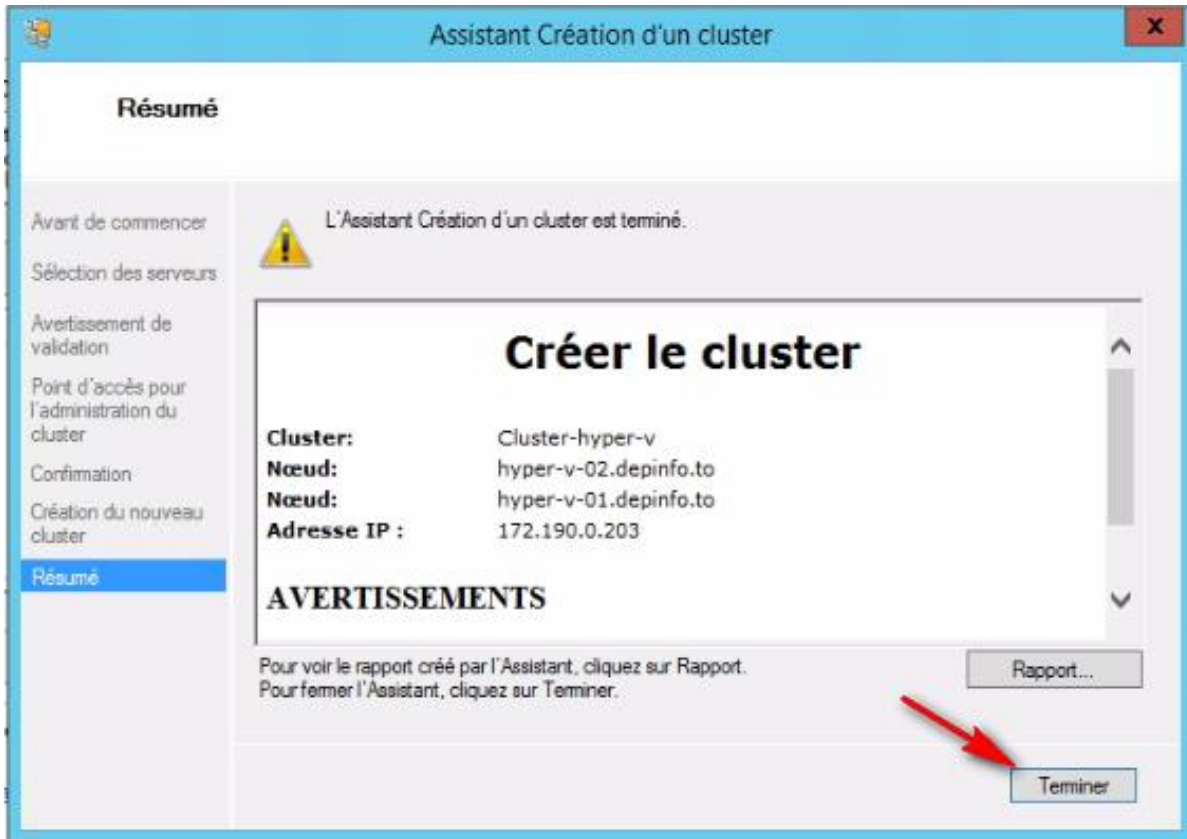 Assistant Création d'un cluster
x
Résumé
Avant de commencer
Sélection des serveurs
Avertissement de
validation
Point d'accès pour
l'administration du
cluster
Confirmation
Création du nouveau
cluster
Résumé
L'Assistant Création d'un cluster est terminé.
Créer le cluster
Cluster: Cluster-hyper-v
Nœud: hyper-v-02.depinfo.to
Nœud: hyper-v-01.depinfo.to
Adresse IP : 172.190.0.203
AVERTISSEMENTS
Pour voir le rapport créé par l'Assistant, cliquez sur Rapport.
Pour fermer l'Assistant, cliquez sur Terminer.
Rapport...
Terminer